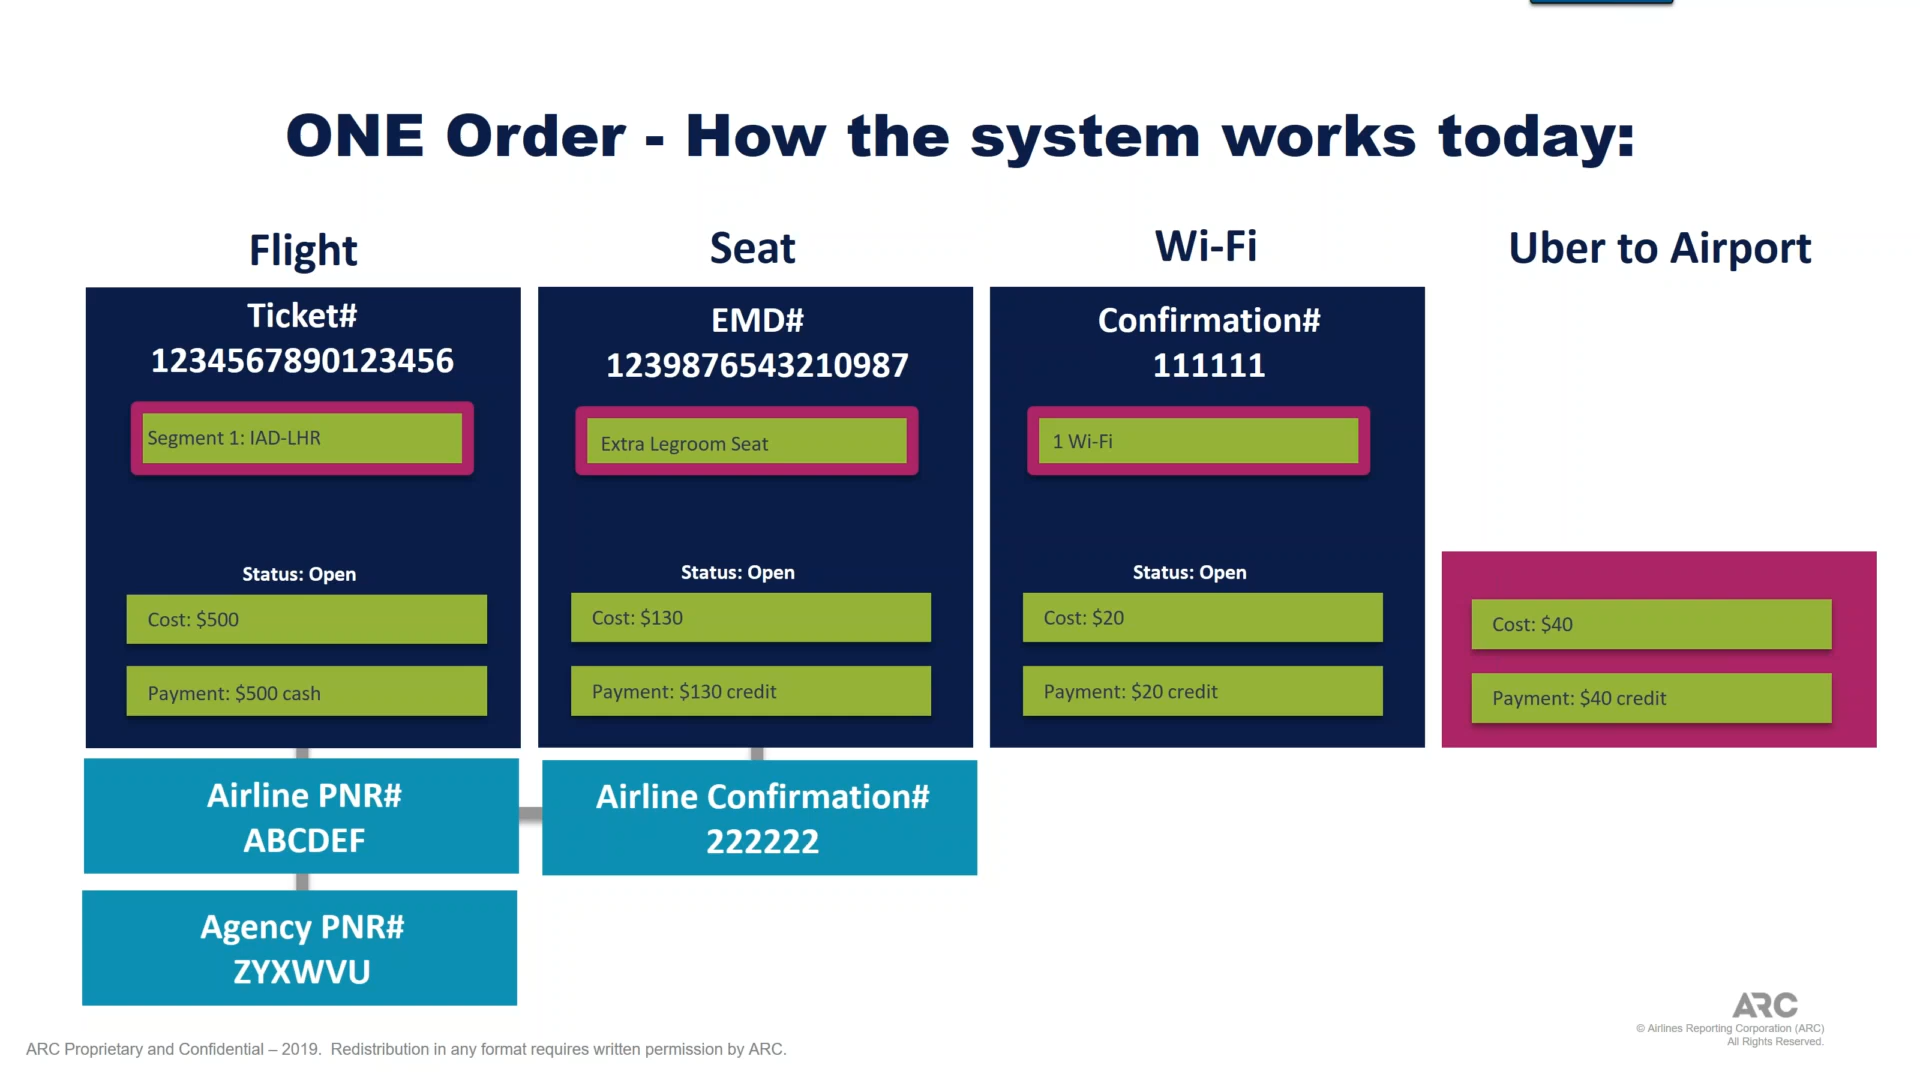 ONE Order - How the system works today:
Flight
Ticket#
1234567890123456
Segment 1: IAD-LHR
Status: Open
Cost: $500
Payment: $500 cash
Airline PNR#
ABCDEF
Agency PNR#
ZYXWVU
Seat
EMD#
1239876543210987
Extra Legroom Seat
Status: Open
Cost: $130
Payment: $130 credit
Airline Confirmation#
222222
Wi-Fi
Confirmation#
111111
1 Wi-Fi
Status: Open
Cost: $20
Payment: $20 credit
Uber to Airport
Cost: $40
Payment: $40 credit
ARC
© Airlines Reporting Corporation (ARC)
All Rights Reserved.
ARC Proprietary and Confidential – 2019. Redistribution in any format requires written permission by ARC.